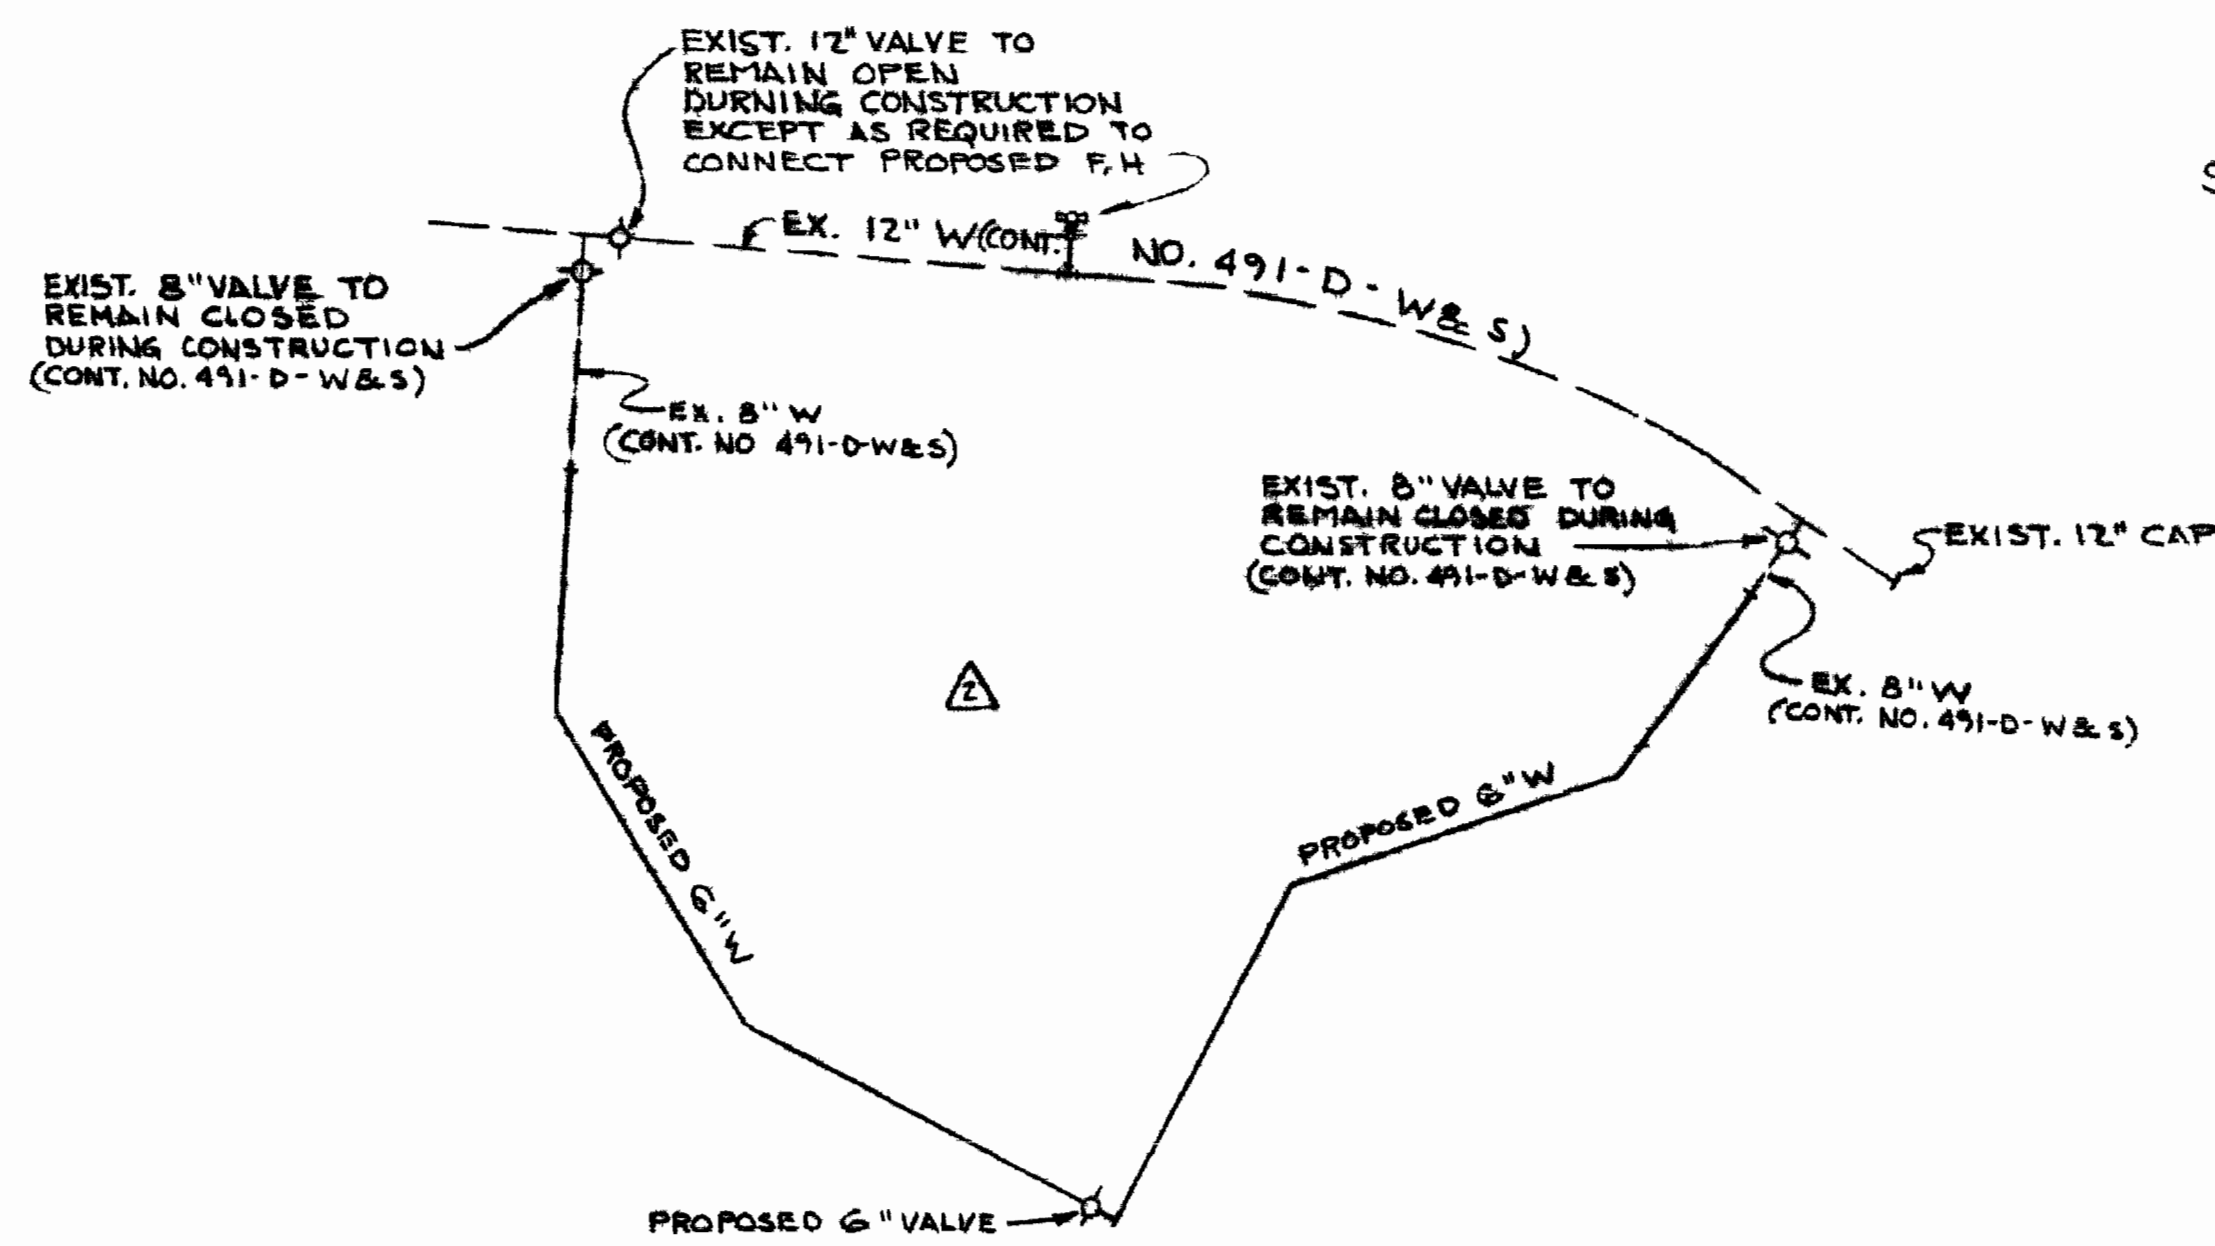 EXIST. 12" VALVE TO
REMAIN OPEN
DURNING CONSTRUCTION
EXCEPT AS REQUIRED TO
CONNECT PROPOSED F.H
S
EX. 12" W(CONT. NO. 491-D-W&S)
EXIST. 8" VALVE TO
REMAIN CLOSED
DURING CONSTRUCTION
(CONT. NO. 491-D-W&S)
EX. 8" W
(CONT. NO 491-D-W&S)
EXIST. 8" VALVE TO
REMAIN CLOSED DURING
CONSTRUCTION
(CONT. NO. 491-D-W&S)
EXIST. 12" CAP
EX. 8" W
(CONT. NO. 491-D-W&S)
2
PROPOSED 6" W
PROPOSED 6" W
PROPOSED 6" VALVE